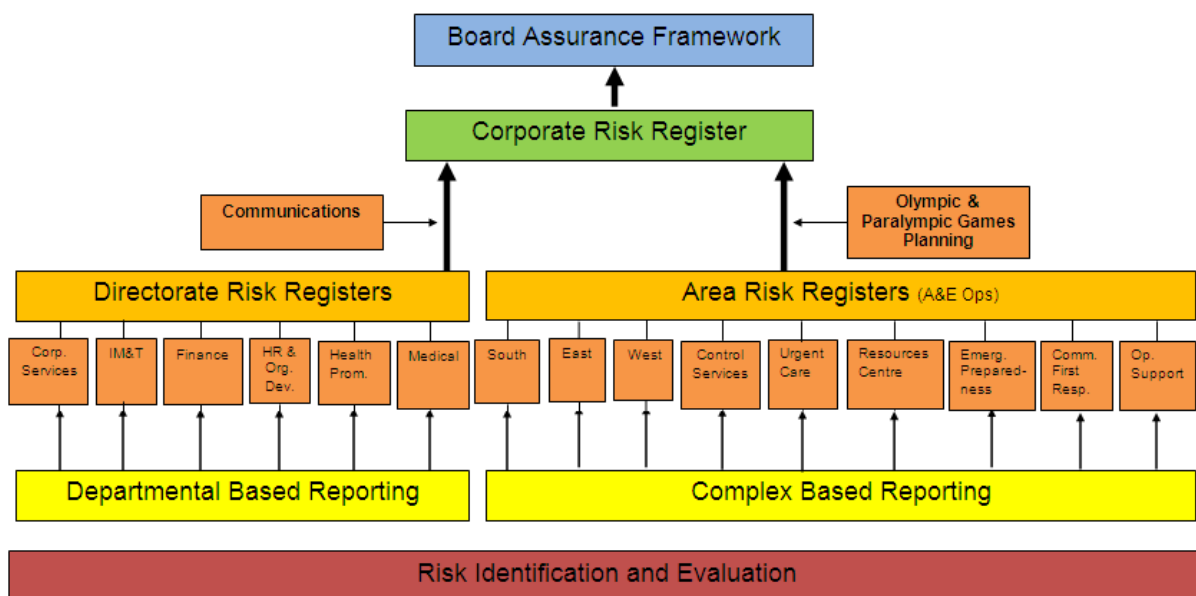 Board Assurance Framework
Corporate Risk Register
Communications
Olympic &
Paralympic Games
Planning
Directorate Risk Registers
Area Risk Registers (A&E Ops)
Corp.
Services
IM&T
Finance
HR &
Org.
Dev.
Health
Prom.
Medical
South
East
West
Control
Services
Urgent
Care
Resources
Centre
Emerg.
Prepared-
ness
Comm.
First
Resp.
Op.
Support
Departmental Based Reporting
Complex Based Reporting
Risk Identification and Evaluation